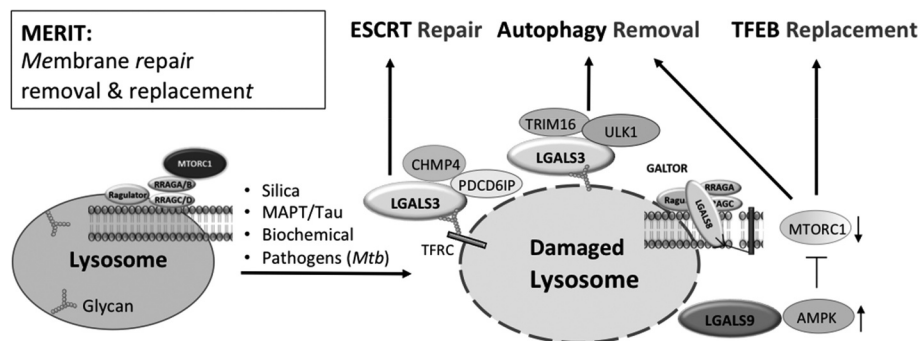 MERIT:
Membrane repair
removal & replacement
ESCRT Repair
Autophagy Removal
TFEB Replacement
MTORC1
RRAGA/B
Ragulator
RRAGC/D
Lysosome
Glycan
• Silica
• MAPT/Tau
• Biochemical
• Pathogens (Mtb)
CHMP4
PDCD6IP
LGALS3
TFRC
TRIM16
ULK1
LGALS3
Damaged
Lysosome
GALTOR
RRAGA
Ragu
AGC
LGALS8
MTORC1
LGALS9
AMPK